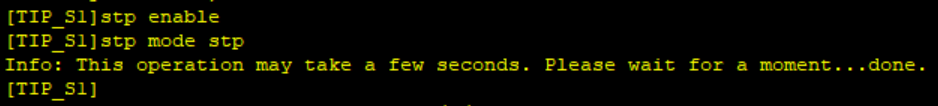 [TIP_S1]stp enable
[TIP_S1]stp mode stp
Info: This operation may take a few seconds. Please wait for a moment...done.
[TIP_S1]